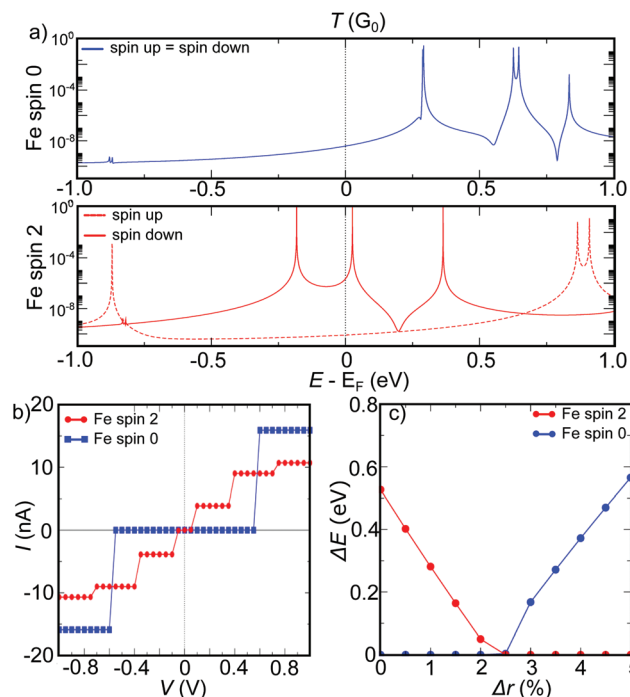 T (G0)
a)
spin up = spin down
Fe spin 0
10^0
10^-4
10^-8
-1.0 -0.5 0 0.5 1.0
spin up
spin down
Fe spin 2
10^0
10^-4
10^-8
-1.0 -0.5 0 0.5 1.0
E - EF (eV)
b)
Fe spin 2
Fe spin 0
I (nA)
20
10
0
-10
-20
-0.8 -0.4 0 0.4 0.8
V (V)
c)
Fe spin 2
Fe spin 0
ΔE (eV)
0.6
0.4
0.2
0
0 1 2 3 4 5
Δr (%)